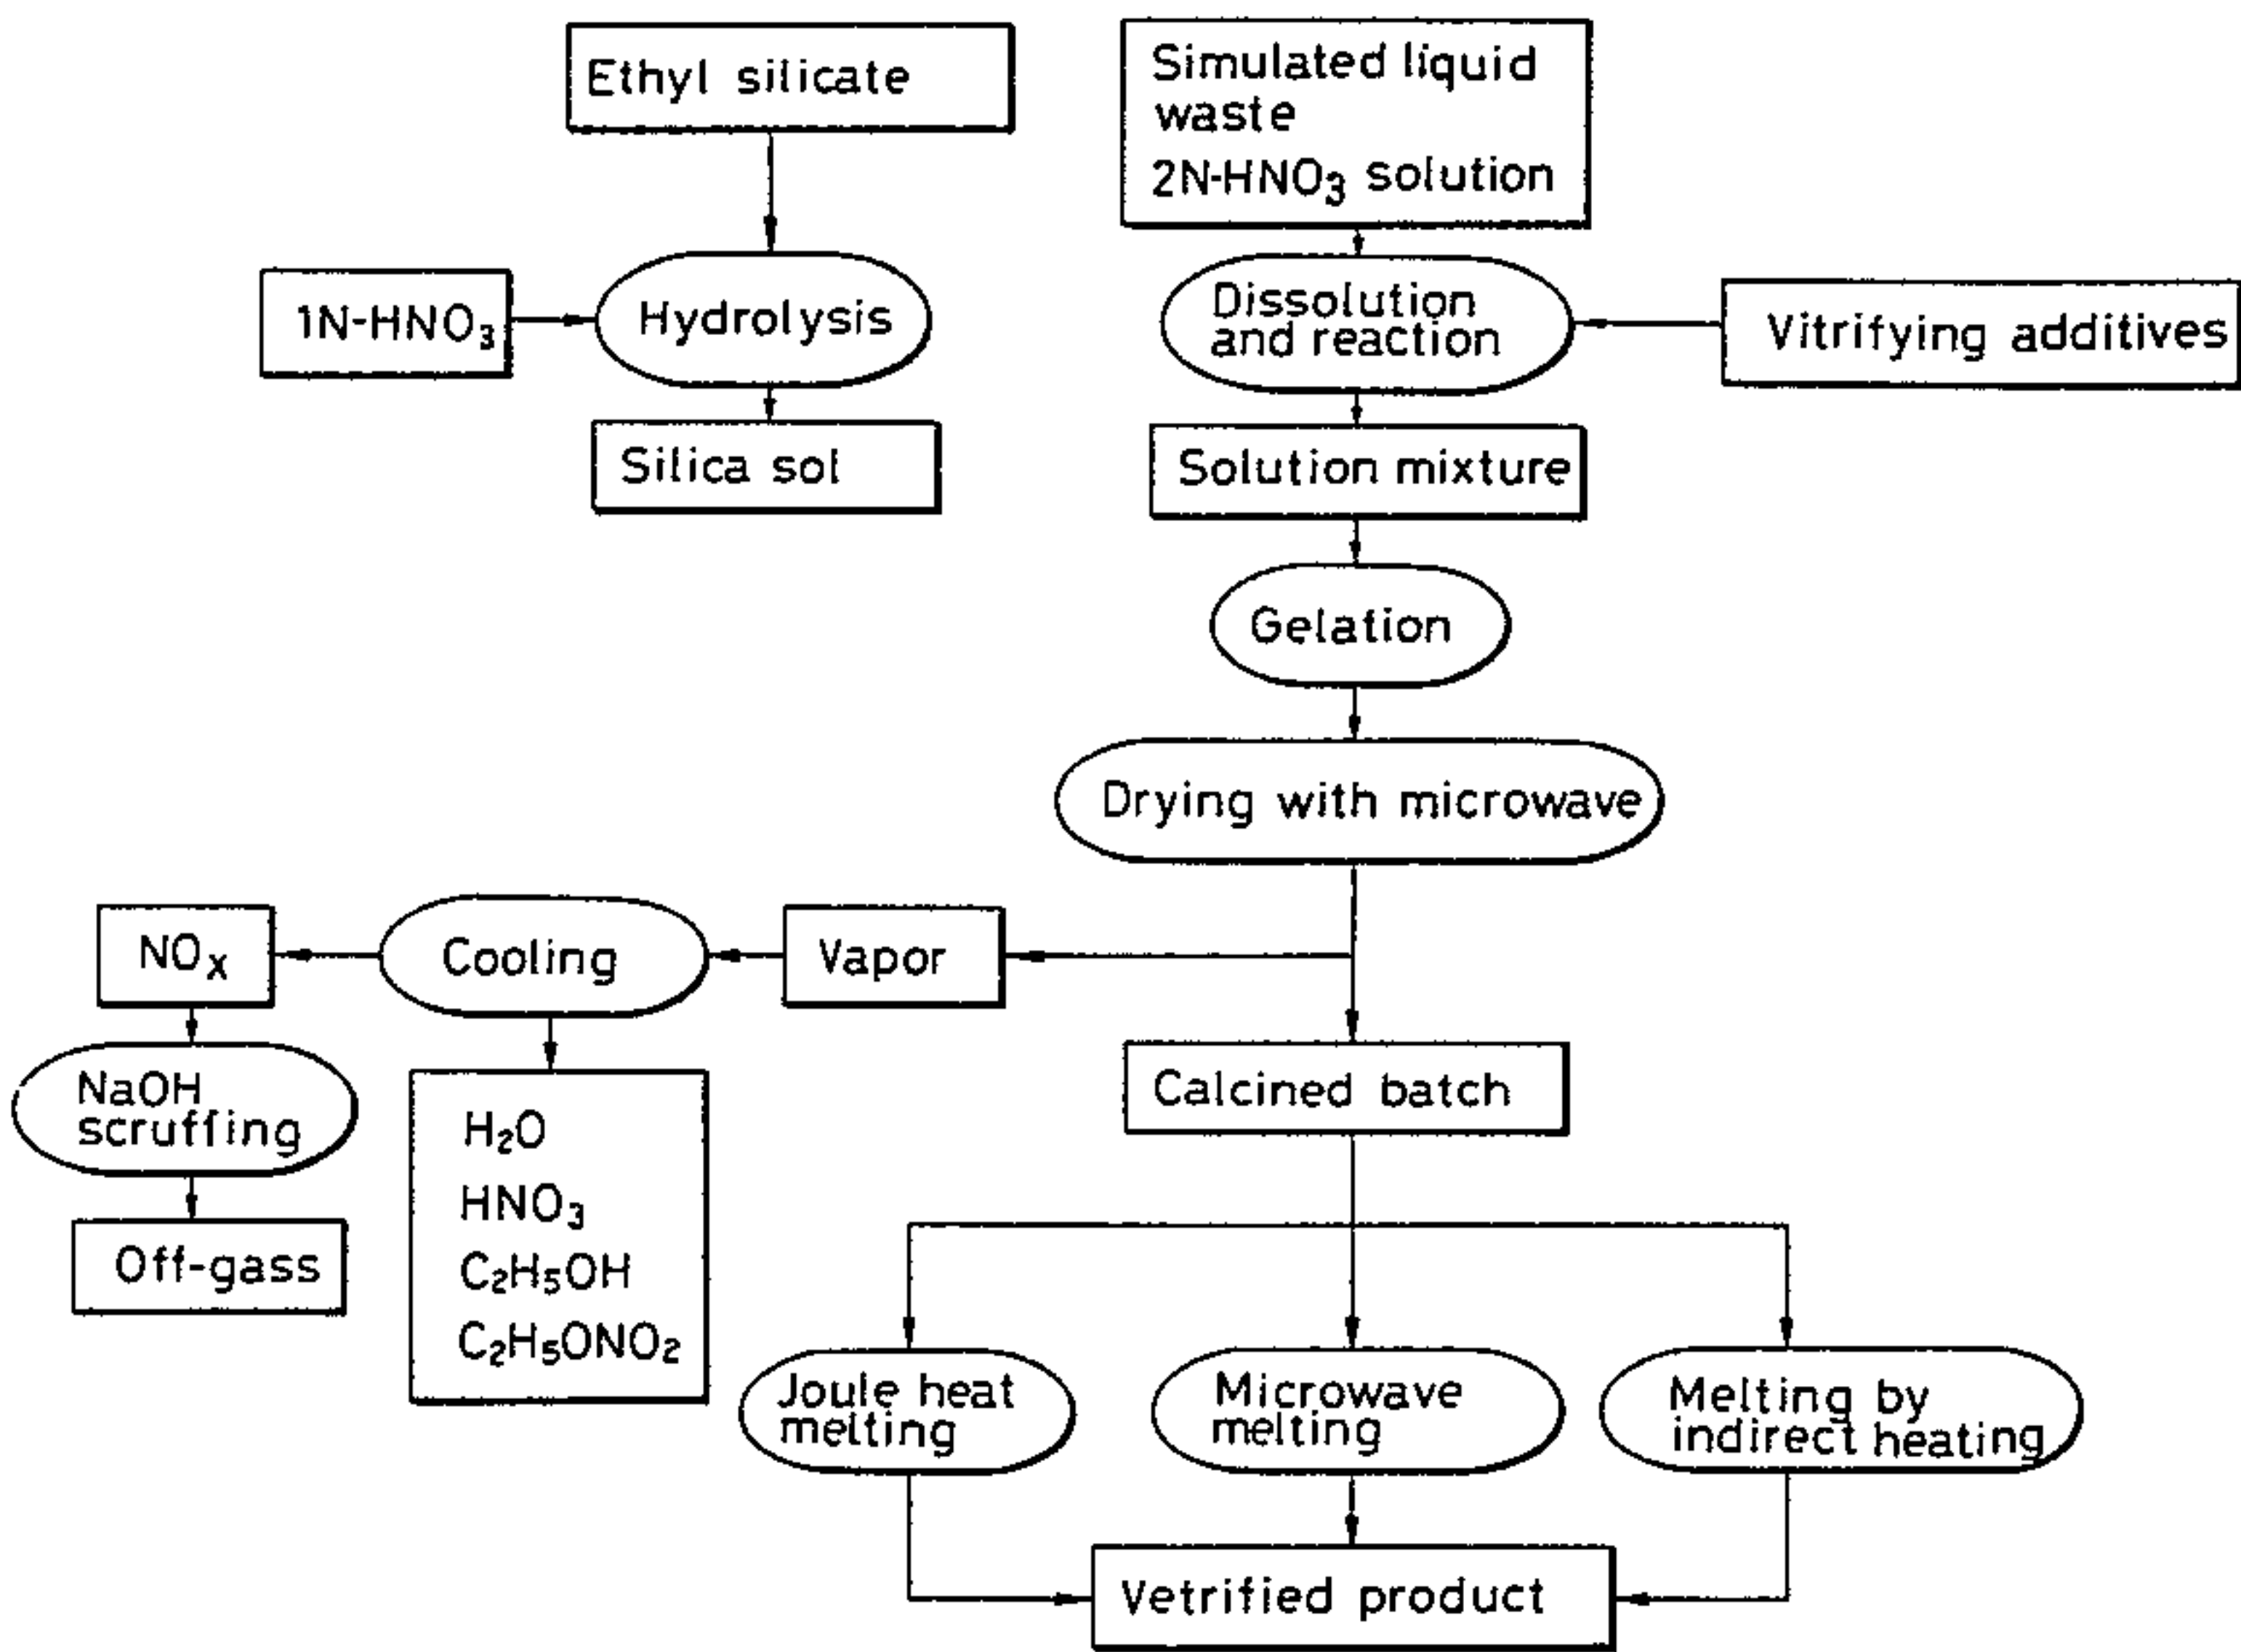 Ethyl silicate
Simulated liquid
waste
2N-HNO₃ solution
1N-HNO₃
Hydrolysis
Dissolution
and reaction
Vitrifying additives
Silica sol
Solution mixture
Gelation
Drying with microwave
NOₓ
Cooling
Vapor
NaOH
scruffing
Calcined batch
H₂O
HNO₃
C₂H₅OH
C₂H₅ONO₂
Off-gass
Joule heat
melting
Microwave
melting
Melting by
indirect heating
Vetrified product